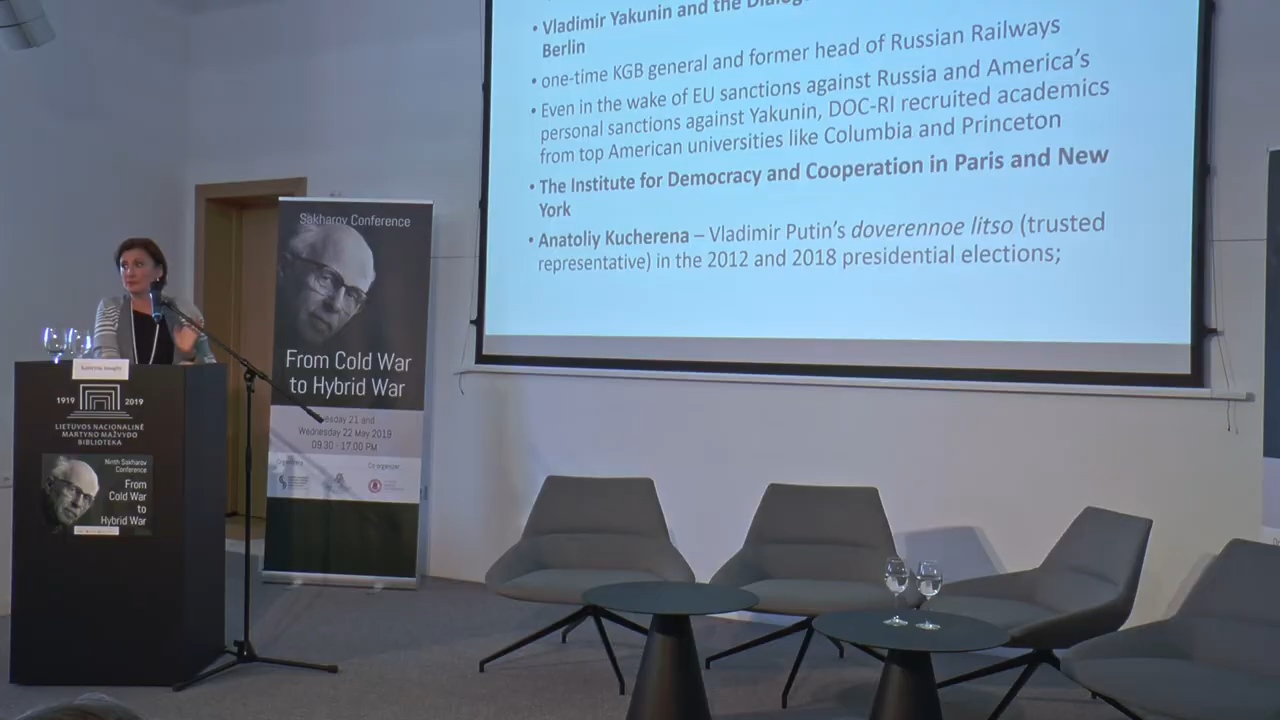 • Vladimir Yakunin and the
Berlin
• one-time KGB general and former head of Russian Railways
• Even in the wake of EU sanctions against Russia and America's
personal sanctions against Yakunin, DOC-RI recruited academics
from top American universities like Columbia and Princeton
• The Institute for Democracy and Cooperation in Paris and New
York
• Anatoliy Kucherena – Vladimir Putin's doverennoe litso (trusted
representative) in the 2012 and 2018 presidential elections;
Sakharov Conference
From Cold War
to Hybrid War
21 and
Wednesday 22 May 2019
09.30 - 17.00 PM
Co-organizer
1919 2019
LIETUVOS NACIONALINĖ
MARTYNO MAŽVYDO
BIBLIOTEKA
Ninth Sakharov
Conference
From
Cold War
to
Hybrid War